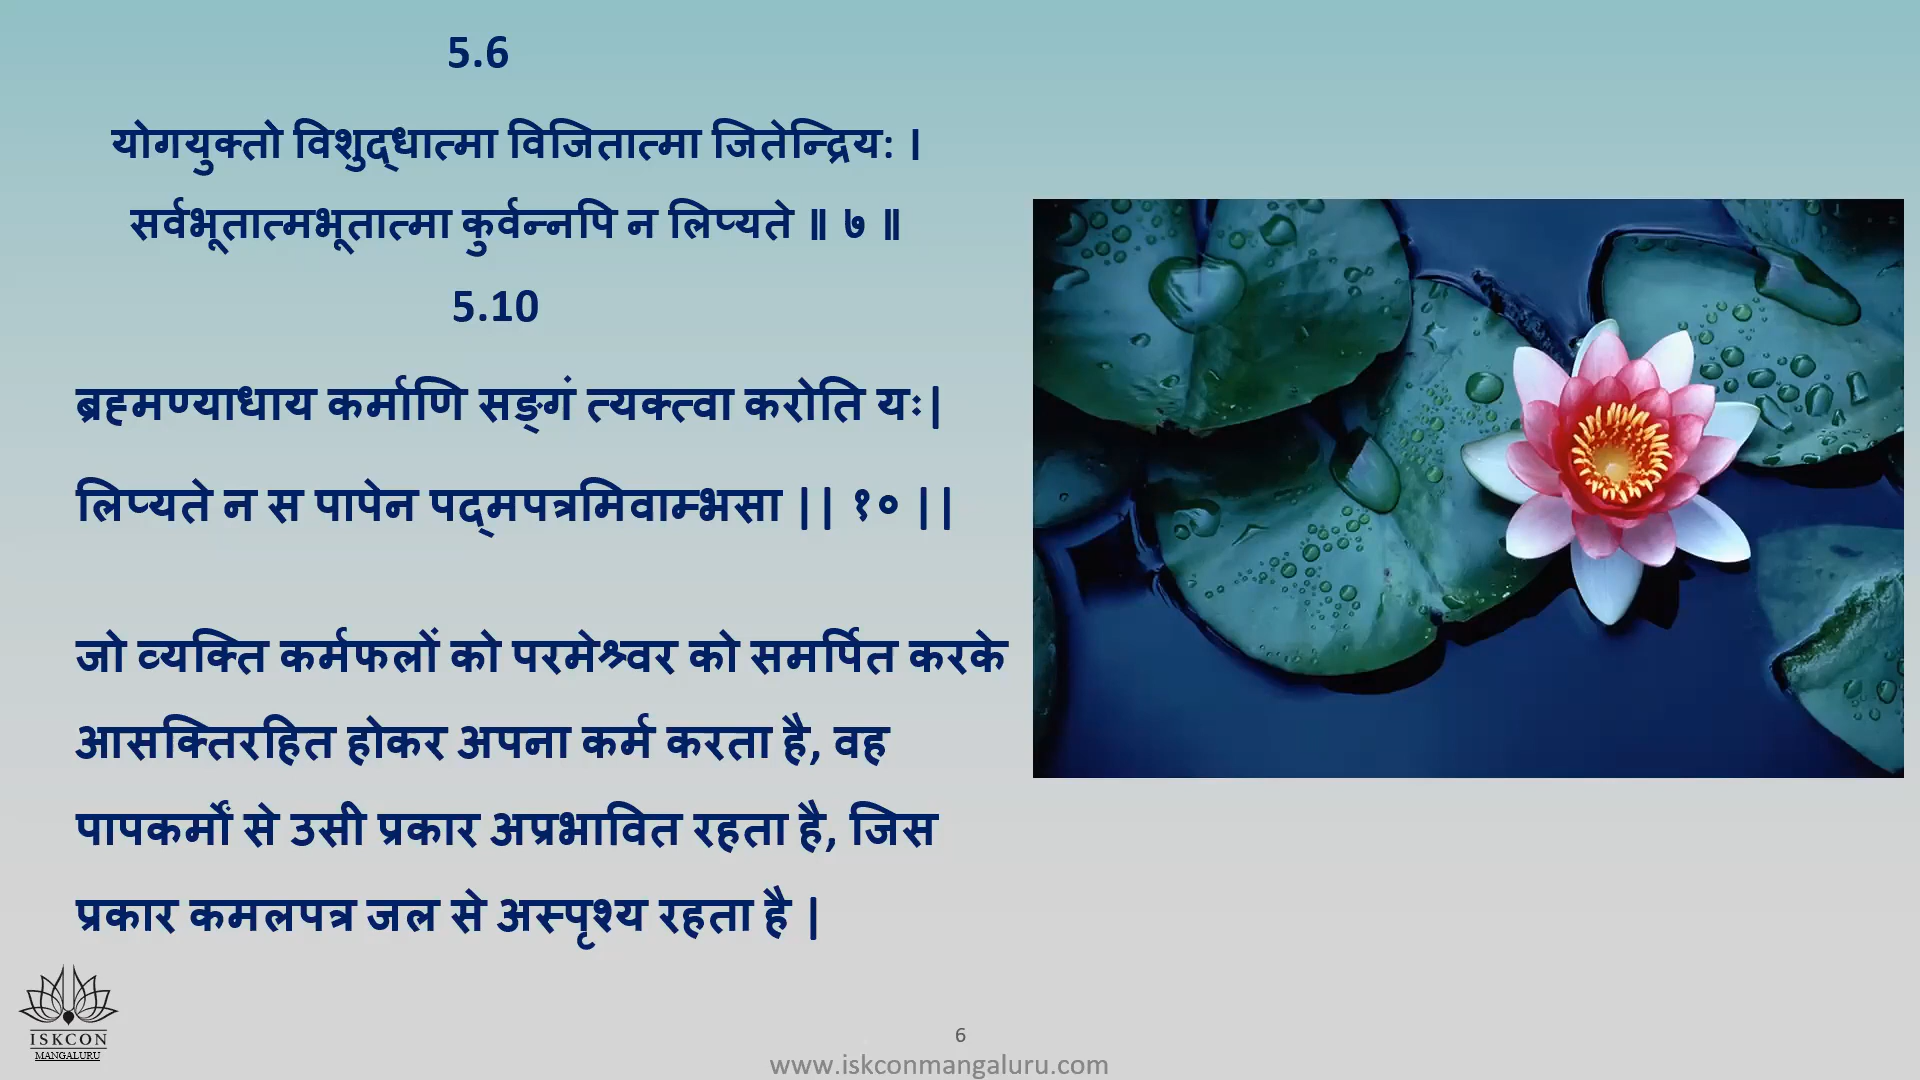 5.6
योगयुक्तो विशुद्धात्मा विजितात्मा जितेन्द्रियः ।
सर्वभूतात्मभूतात्मा कुर्वन्नपि न लिप्यते ॥ ७ ॥
5.10
ब्रह्मण्याधाय कर्माणि सङ्गं त्यक्त्वा करोति यः|
लिप्यते न स पापेन पद्मपत्रमिवाम्भसा || १० ||
जो व्यक्ति कर्मफलों को परमेश्र्वर को समर्पित करके
आसक्तिरहित होकर अपना कर्म करता है, वह
पापकर्मों से उसी प्रकार अप्रभावित रहता है, जिस
प्रकार कमलपत्र जल से अस्पृश्य रहता है |
ISKCON
MANGALURU
6
www.iskconmangaluru.com